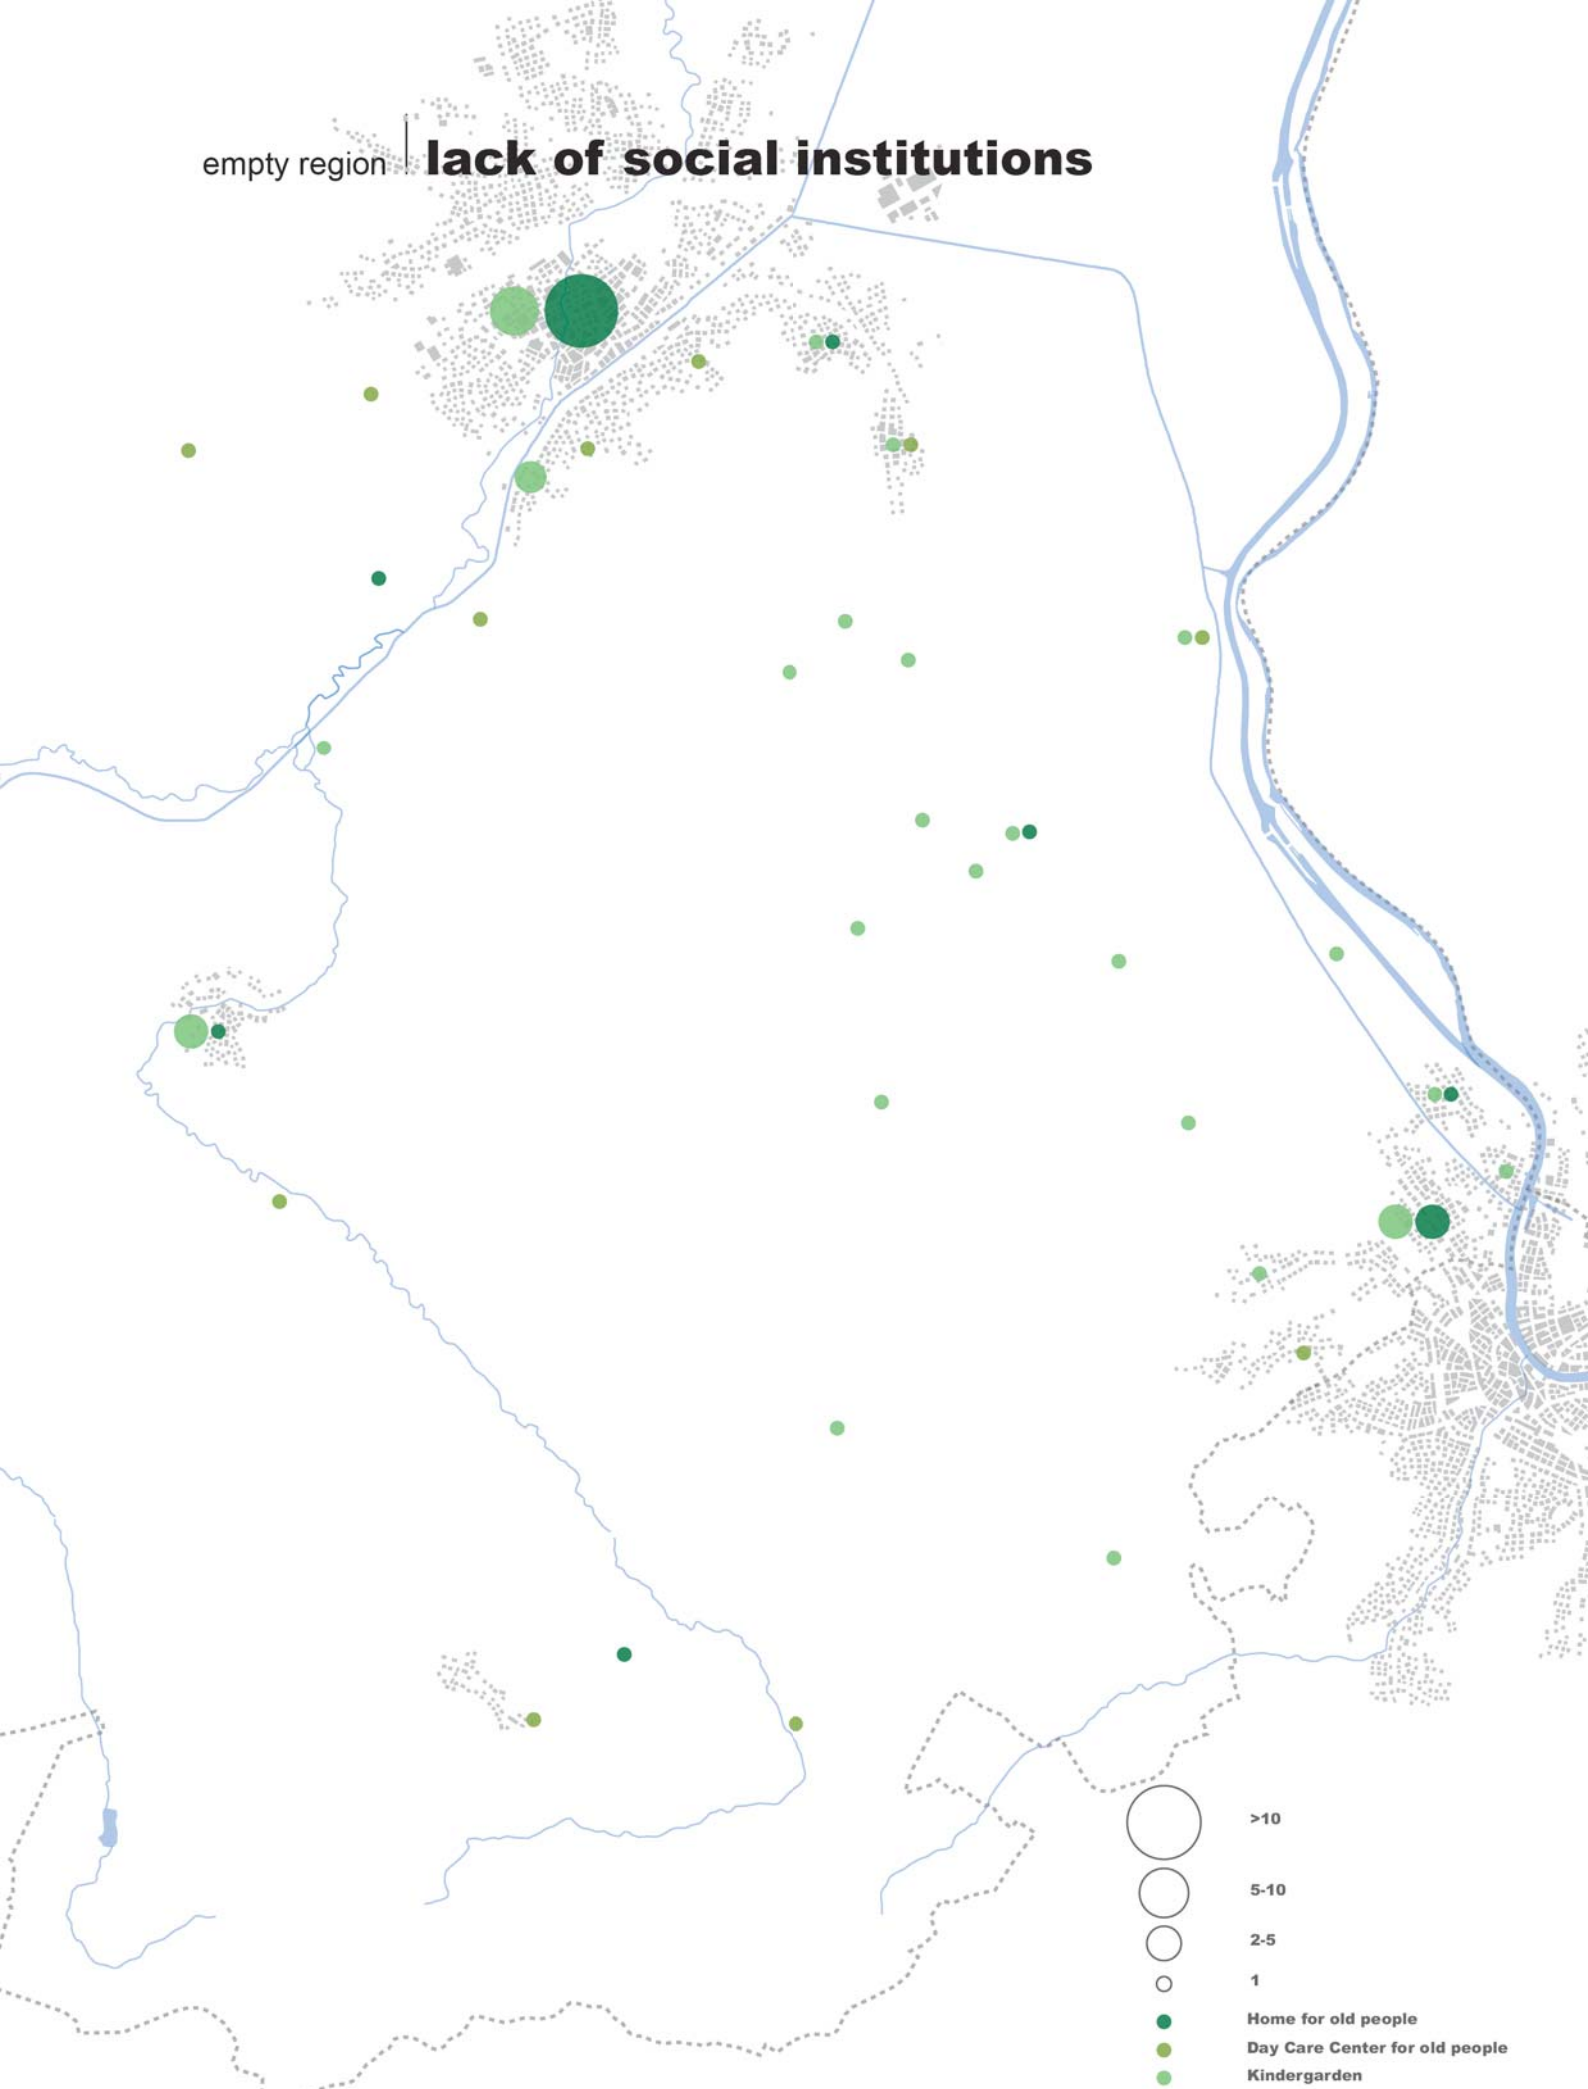 empty region lack of social institutions
>10
5-10
2-5
1
Home for old people
Day Care Center for old people
Kindergarden